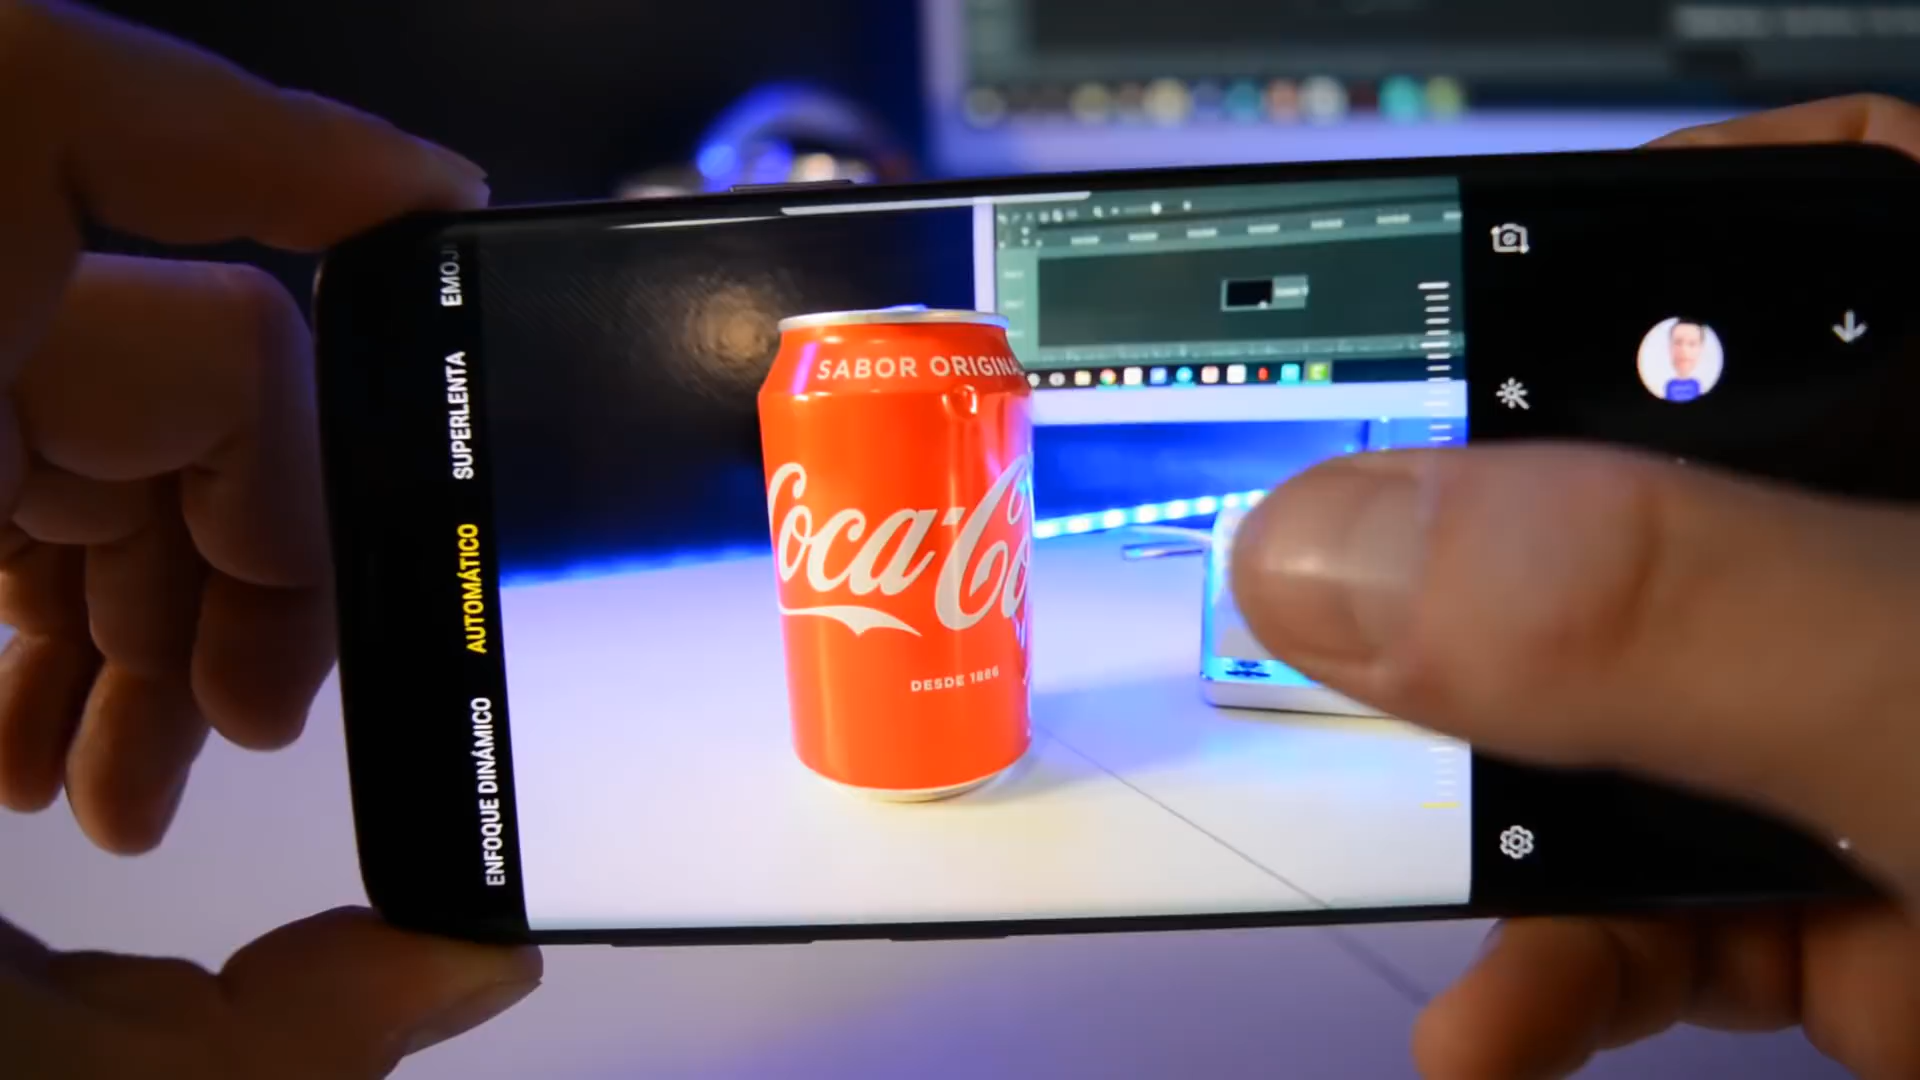 EMOJI
SUPERLENTA
AUTOMÁTICO
ENFOQUE DINÁMICO
SABOR ORIGINA
Coca-Co
DESDE 1886